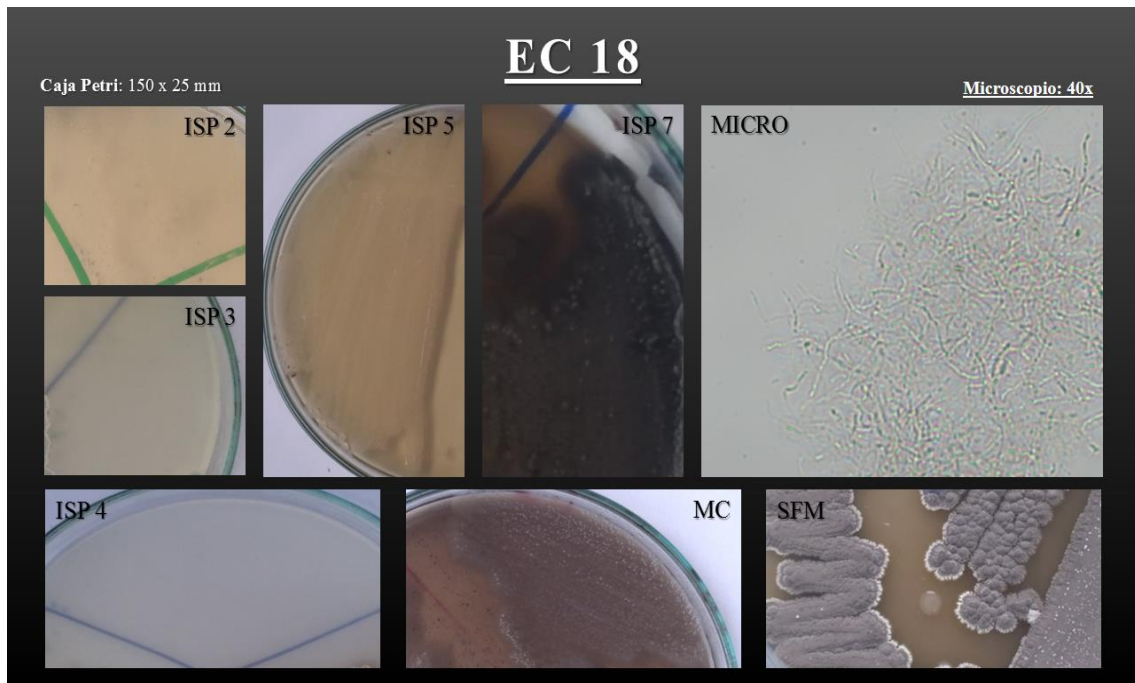 EC 18
Caja Petri: 150 x 25 mm
Microscopio: 40x
ISP 2
ISP 5
ISP 7
MICRO
ISP 3
ISP 4
MC
SFM